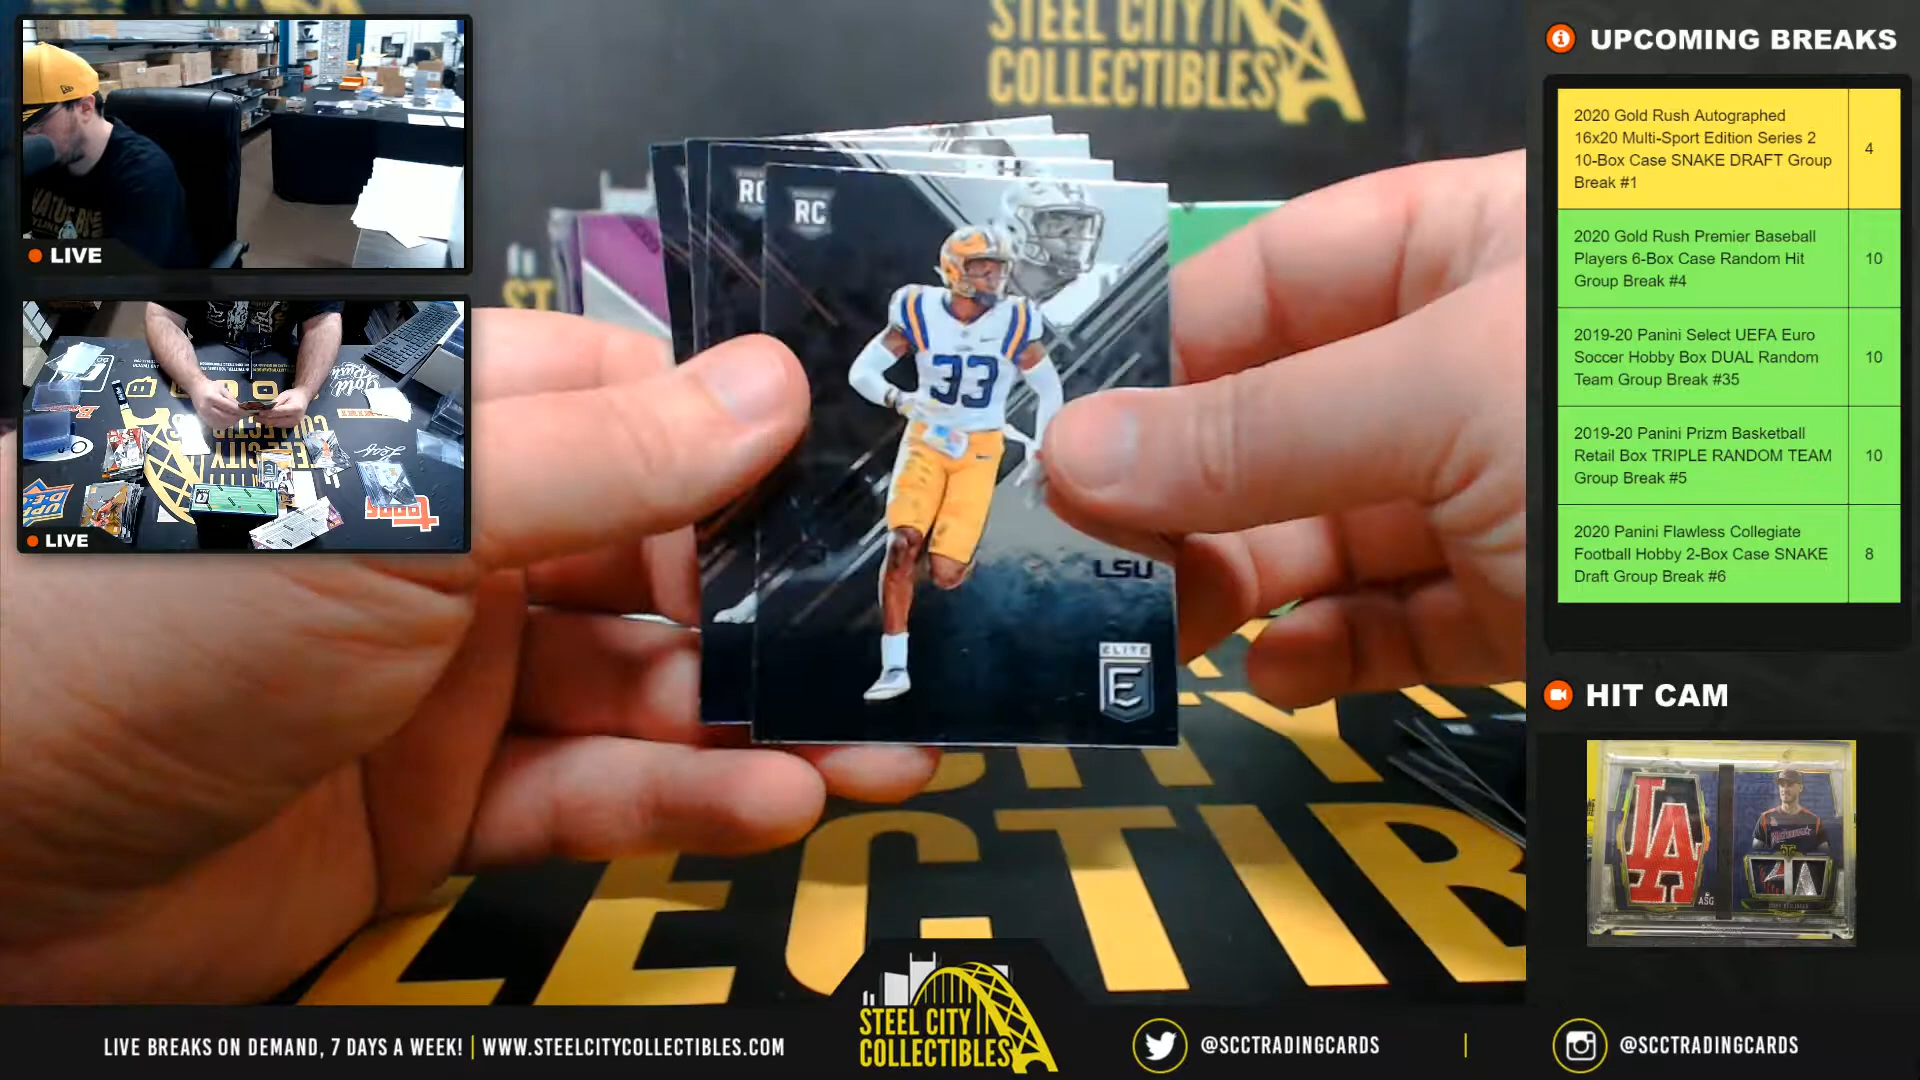 LIVE
LIVE
STEEL CITY
COLLECTIBLES
RC
RC
33
LSU
ELITE
E
UPCOMING BREAKS
2020 Gold Rush Autographed
16x20 Multi-Sport Edition Series 2
10-Box Case SNAKE DRAFT Group
Break #1
4
2020 Gold Rush Premier Baseball
Players 6-Box Case Random Hit
Group Break #4
10
2019-20 Panini Select UEFA Euro
Soccer Hobby Box DUAL Random
Team Group Break #35
10
2019-20 Panini Prizm Basketball
Retail Box TRIPLE RANDOM TEAM
Group Break #5
10
2020 Panini Flawless Collegiate
Football Hobby 2-Box Case SNAKE
Draft Group Break #6
8
HIT CAM
LA
ASG
LIVE BREAKS ON DEMAND, 7 DAYS A WEEK! | WWW.STEELCITYCOLLECTIBLES.COM
STEEL CITY
COLLECTIBLES
@SCCTRADINGCARDS
@SCCTRADINGCARDS